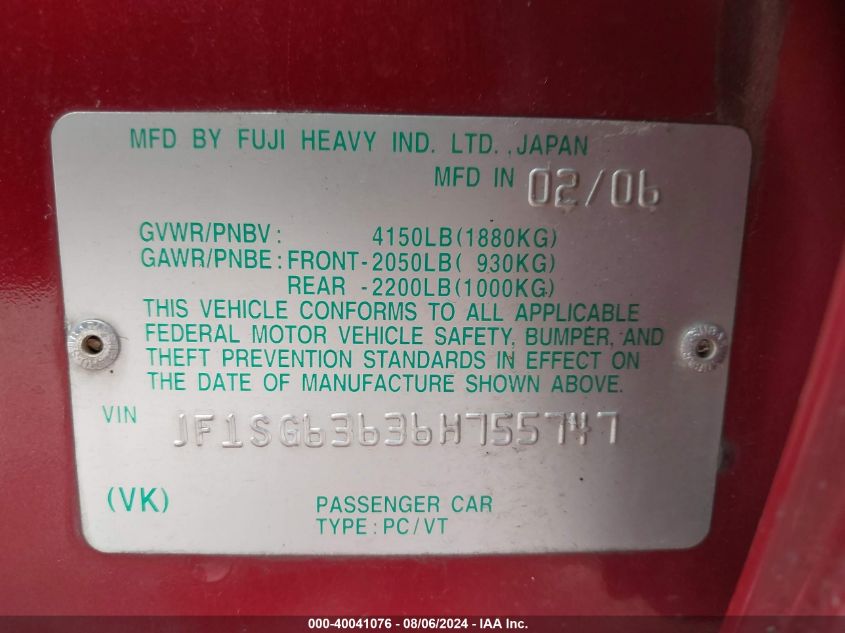 MFD BY FUJI HEAVY IND. LTD., JAPAN
MFD IN 02/06
GVWR/PNBV: 4150LB(1880KG)
GAWR/PNBE: FRONT-2050LB( 930KG)
REAR -2200LB(1000KG)
THIS VEHICLE CONFORMS TO ALL APPLICABLE
FEDERAL MOTOR VEHICLE SAFETY, BUMPER, AND
THEFT PREVENTION STANDARDS IN EFFECT ON
THE DATE OF MANUFACTURE SHOWN ABOVE.
VIN JF1SG63636H755747
(VK) PASSENGER CAR
TYPE: PC/VT
000-40041076 - 08/06/2024 - IAA Inc.